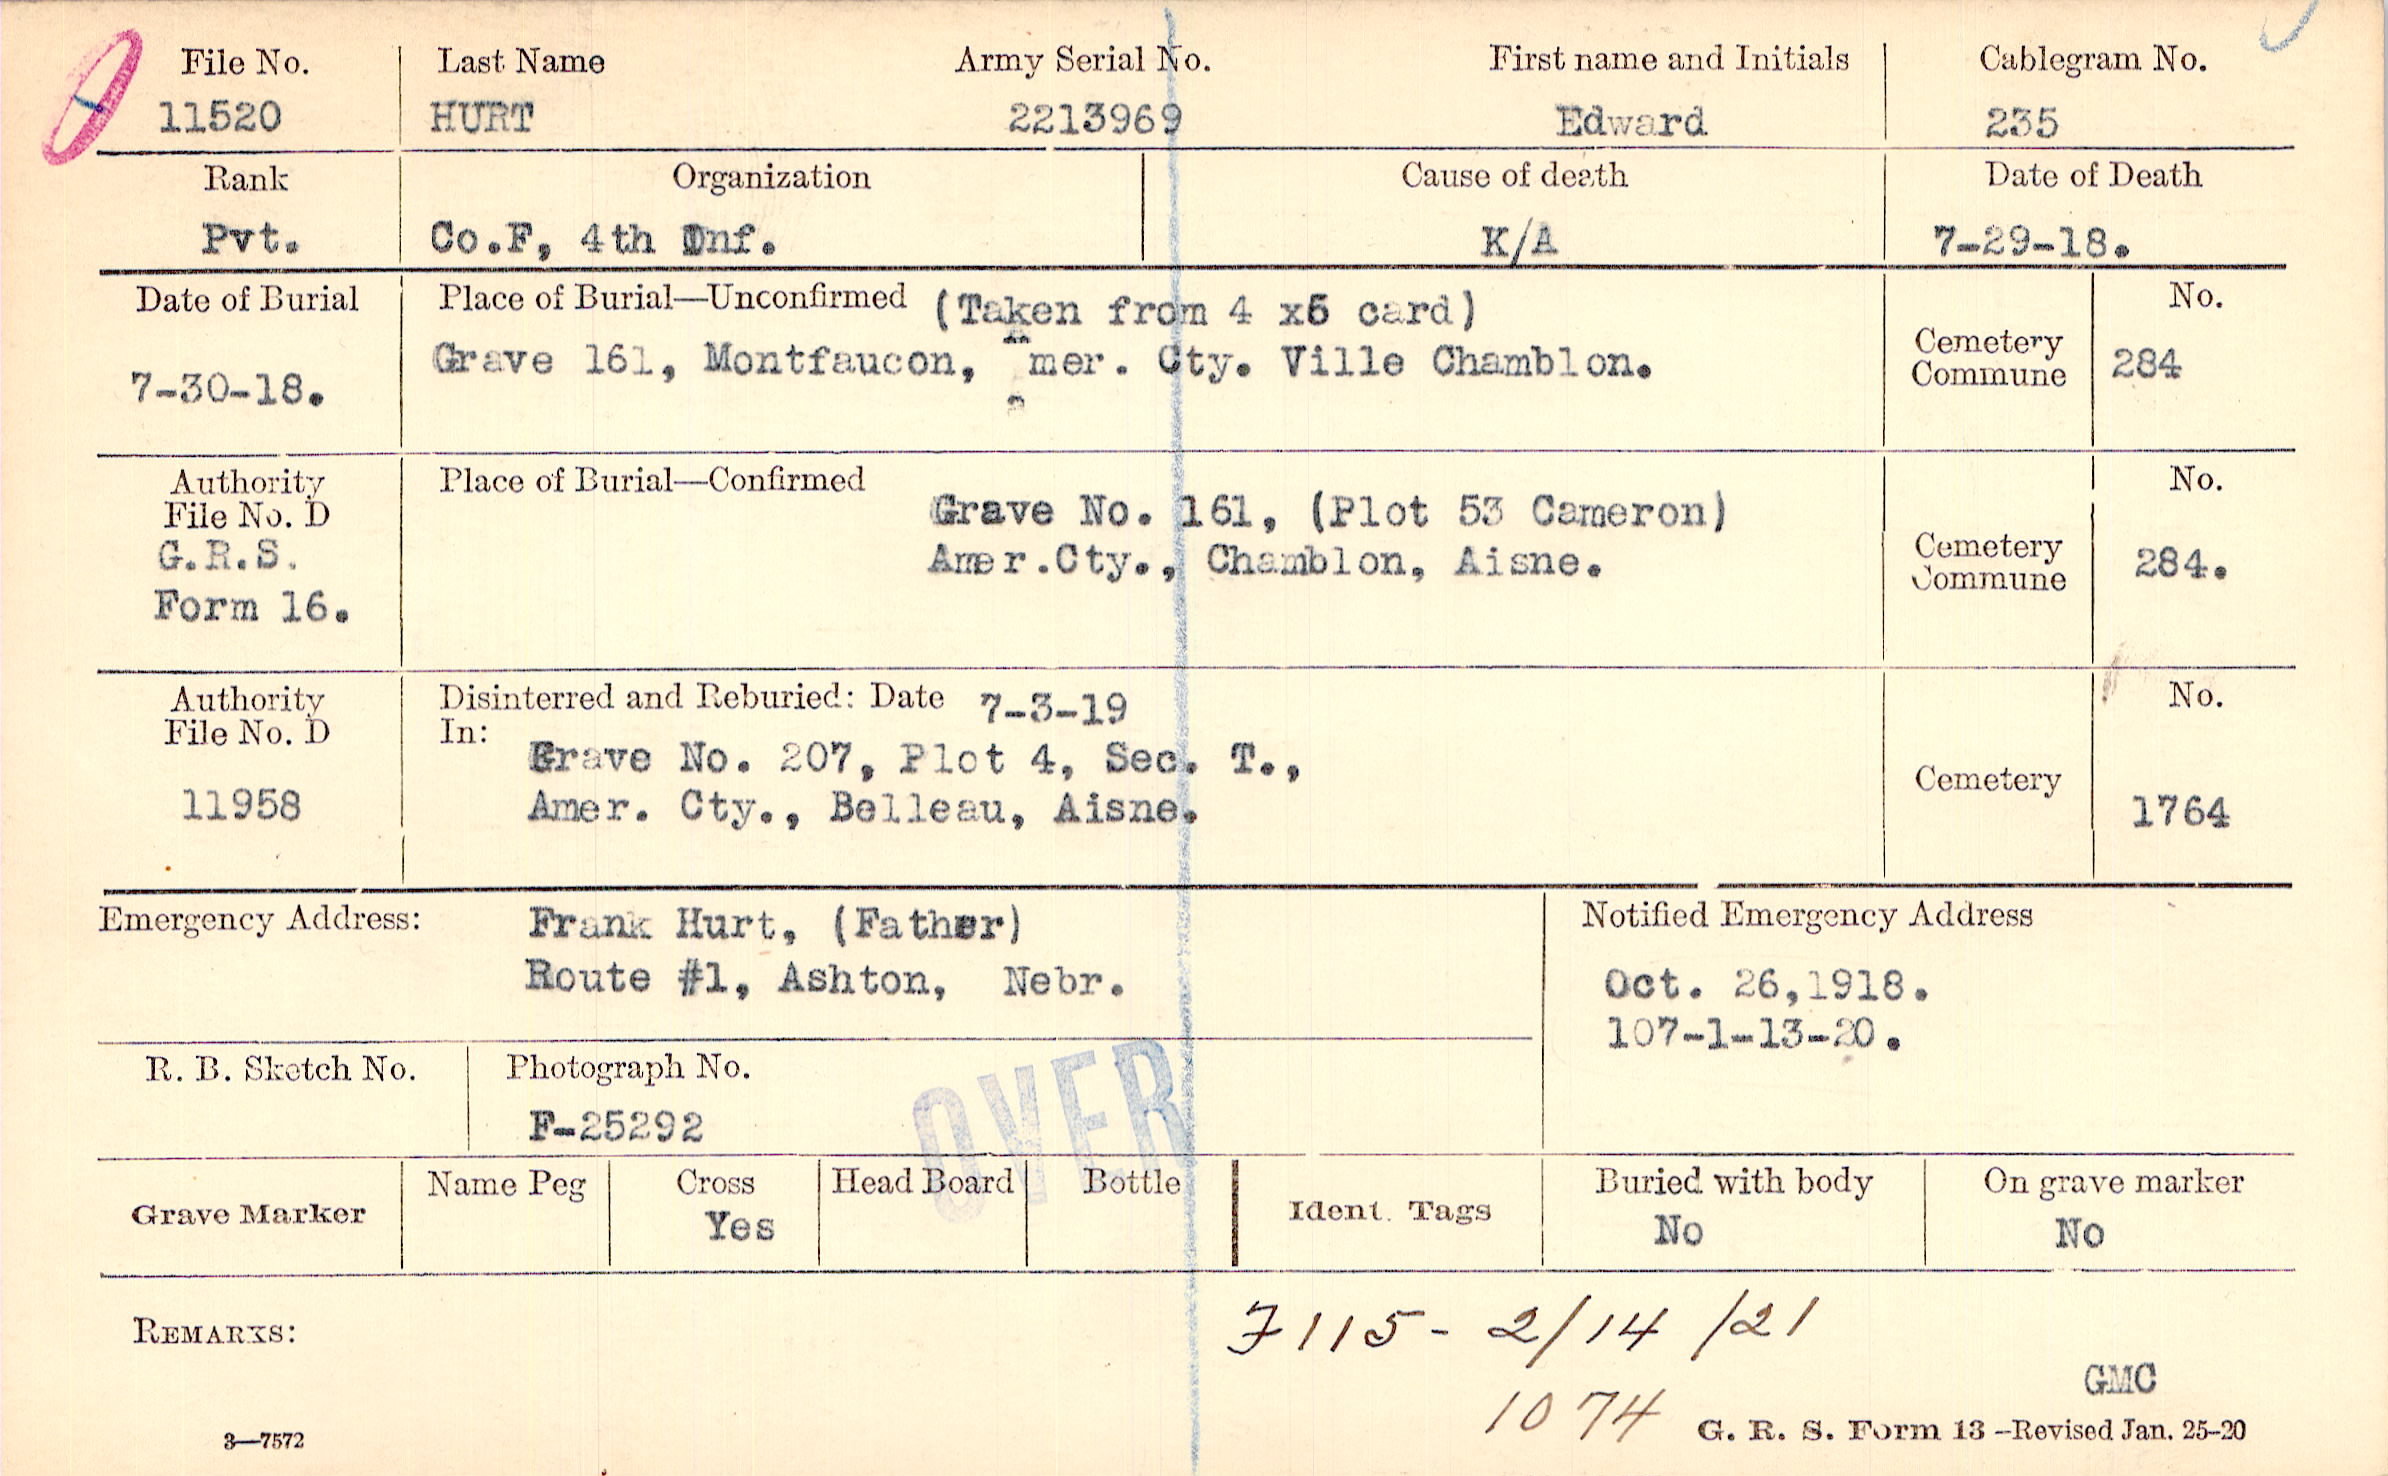 File No. Last Name Army Serial No. First name and Initials Cablegram No.
11520 HURT 2213969 Edward 235
Rank Organization Cause of death Date of Death
Pvt. Co.F, 4th Inf. K/A 7-29-18.
Date of Burial Place of Burial—Unconfirmed (Taken from 4 x5 card) No.
7-30-18. Grave 161, Montfaucon, Amer. Cty. Ville Chamblon. Cemetery Commune 284
Authority File No. D Place of Burial—Confirmed No.
G.R.S. Grave No. 161, (Plot 53 Cameron)
Form 16. Amer.Cty., Chamblon, Aisne. Cemetery Commune 284.
Authority File No. D Disinterred and Reburied: Date 7-3-19 No.
In: Grave No. 207, Plot 4, Sec. T.,
11958 Amer. Cty., Belleau, Aisne. Cemetery 1764
Emergency Address: Frank Hurt, (Father) Notified Emergency Address
Route #1, Ashton, Nebr. Oct. 26,1918.
107-1-13-20.
R. B. Sketch No. Photograph No.
F-25292
OVER
Grave Marker Name Peg Cross Head Board Bottle Ident. Tags Buried with body On grave marker
Yes No No
REMARKS: 7115- 2/14/21
GMC
1074
3—7572 G. R. S. Form 13 –Revised Jan. 25-20